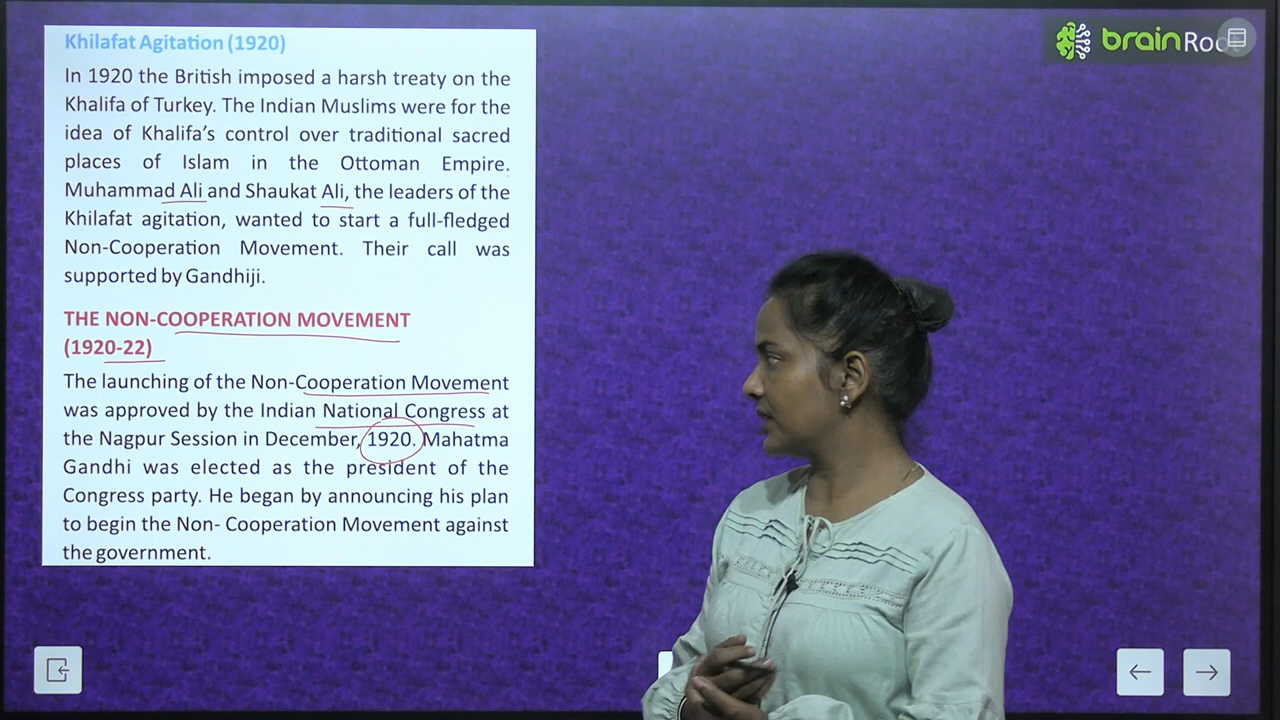 Khilafat Agitation (1920)
In 1920 the British imposed a harsh treaty on the
Khalifa of Turkey. The Indian Muslims were for the
idea of Khalifa's control over traditional sacred
places of Islam in the Ottoman Empire.
Muhammad Ali and Shaukat Ali, the leaders of the
Khilafat agitation, wanted to start a full-fledged
Non-Cooperation Movement. Their call was
supported by Gandhiji.
THE NON-COOPERATION MOVEMENT
(1920-22)
The launching of the Non-Cooperation Movement
was approved by the Indian National Congress at
the Nagpur Session in December, 1920. Mahatma
Gandhi was elected as the president of the
Congress party. He began by announcing his plan
to begin the Non- Cooperation Movement against
the government.
brain